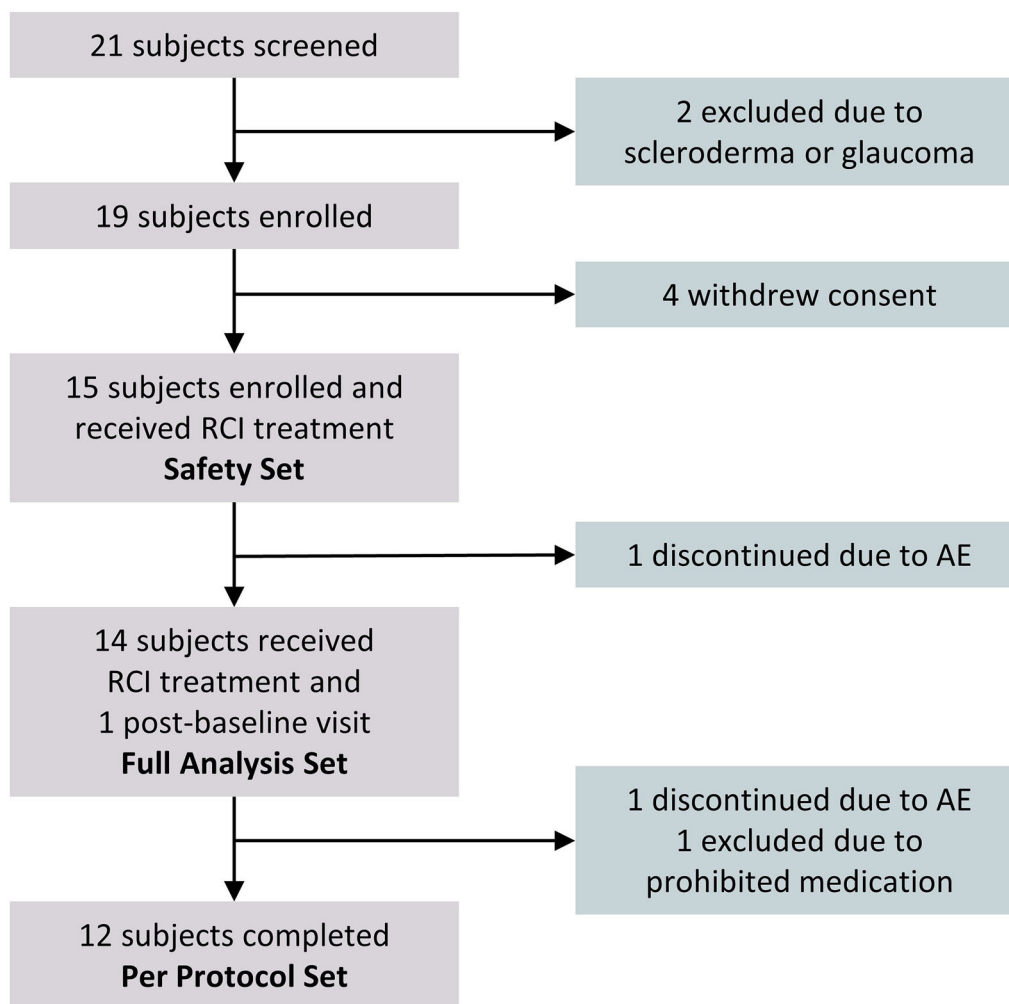 21 subjects screened
2 excluded due to
scleroderma or glaucoma
19 subjects enrolled
4 withdrew consent
15 subjects enrolled and
received RCI treatment
Safety Set
1 discontinued due to AE
14 subjects received
RCI treatment and
1 post-baseline visit
Full Analysis Set
1 discontinued due to AE
1 excluded due to
prohibited medication
12 subjects completed
Per Protocol Set